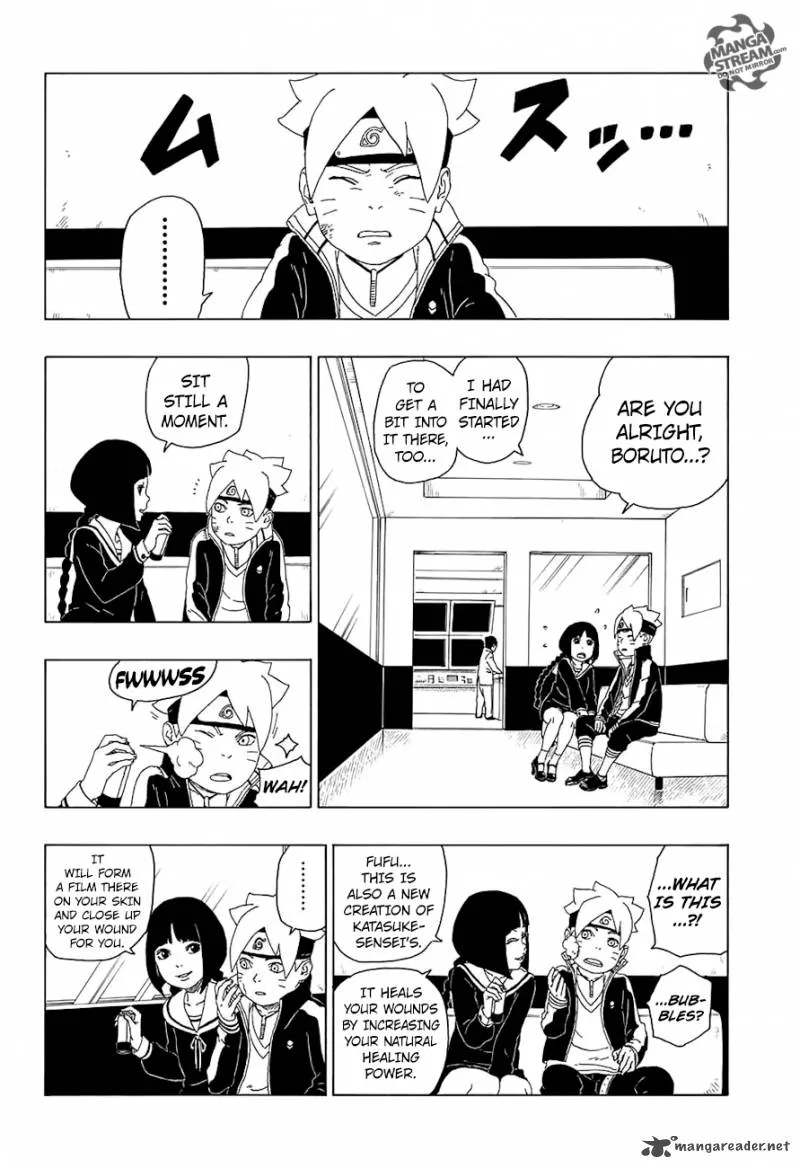 MANGA
STREAM.com
DO NOT MIRROR
ムスッ…
………
ARE YOU
ALRIGHT,
BORUTO...?
I HAD
FINALLY
STARTED
...
TO
GET A
BIT INTO
IT THERE,
TOO...
SIT
STILL A
MOMENT.
FWWWSS
WAH!
...WHAT
IS THIS
...?!
...BUB-
BLES?
FUFU...
THIS IS
ALSO A NEW
CREATION OF
KATASUKE-
SENSEI'S.
IT HEALS
YOUR WOUNDS
BY INCREASING
YOUR NATURAL
HEALING
POWER.
………
IT
WILL FORM
A FILM THERE
ON YOUR SKIN
AND CLOSE UP
YOUR WOUND
FOR YOU.
mangareader.net